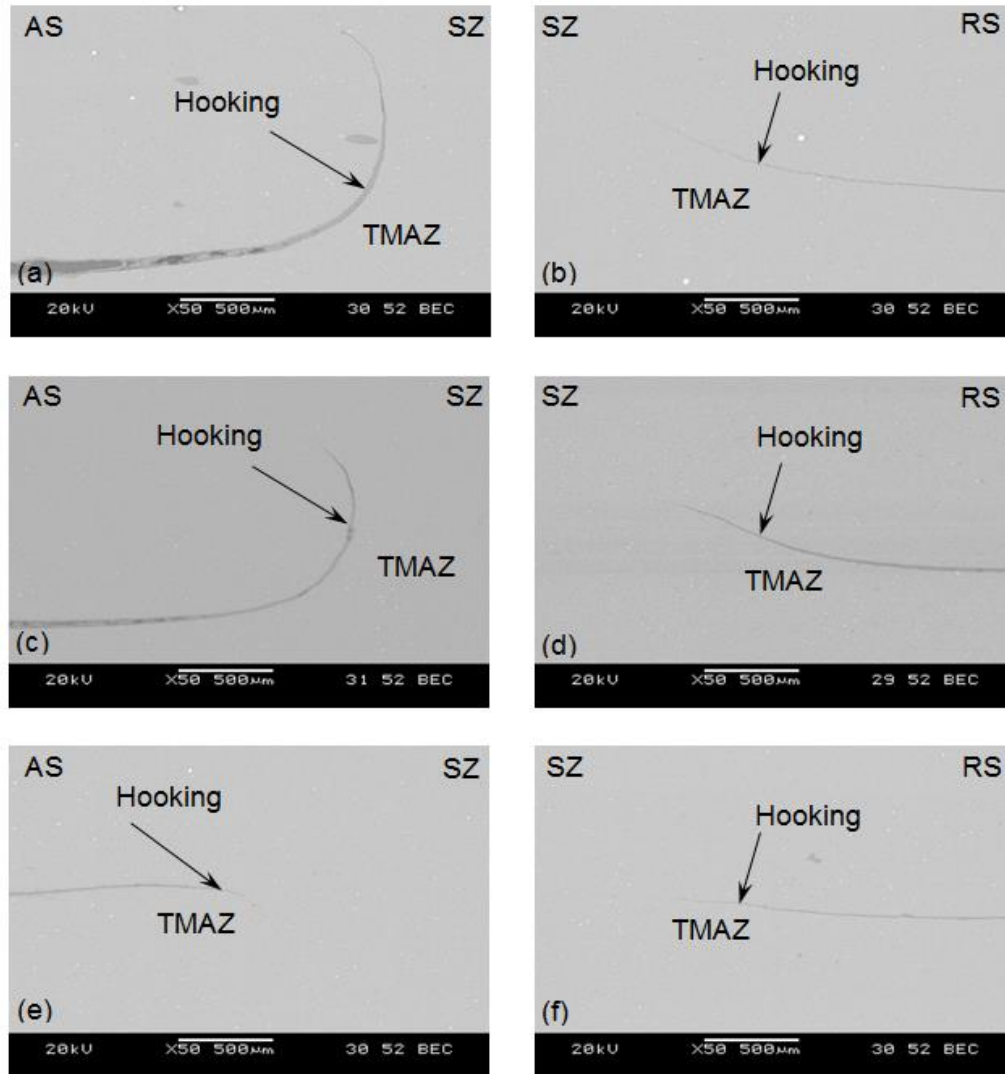 AS SZ
Hooking
TMAZ
(a)
20kV X50 500µm 30 52 BEC
SZ RS
Hooking
TMAZ
(b)
20kV X50 500µm 30 52 BEC
AS SZ
Hooking
TMAZ
(c)
20kV X50 500µm 31 52 BEC
SZ RS
Hooking
TMAZ
(d)
20kV X50 500µm 29 52 BEC
AS SZ
Hooking
TMAZ
(e)
20kV X50 500µm 30 52 BEC
SZ RS
Hooking
TMAZ
(f)
20kV X50 500µm 30 52 BEC